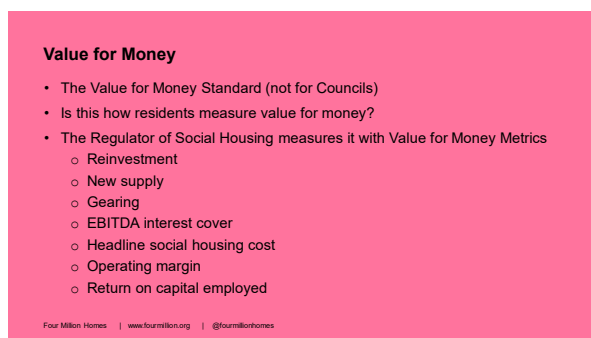 Value for Money
• The Value for Money Standard (not for Councils)
• Is this how residents measure value for money?
• The Regulator of Social Housing measures it with Value for Money Metrics
o Reinvestment
o New supply
o Gearing
o EBITDA interest cover
o Headline social housing cost
o Operating margin
o Return on capital employed
Four Million Homes | www.fourmillion.org | @fourmillionhomes